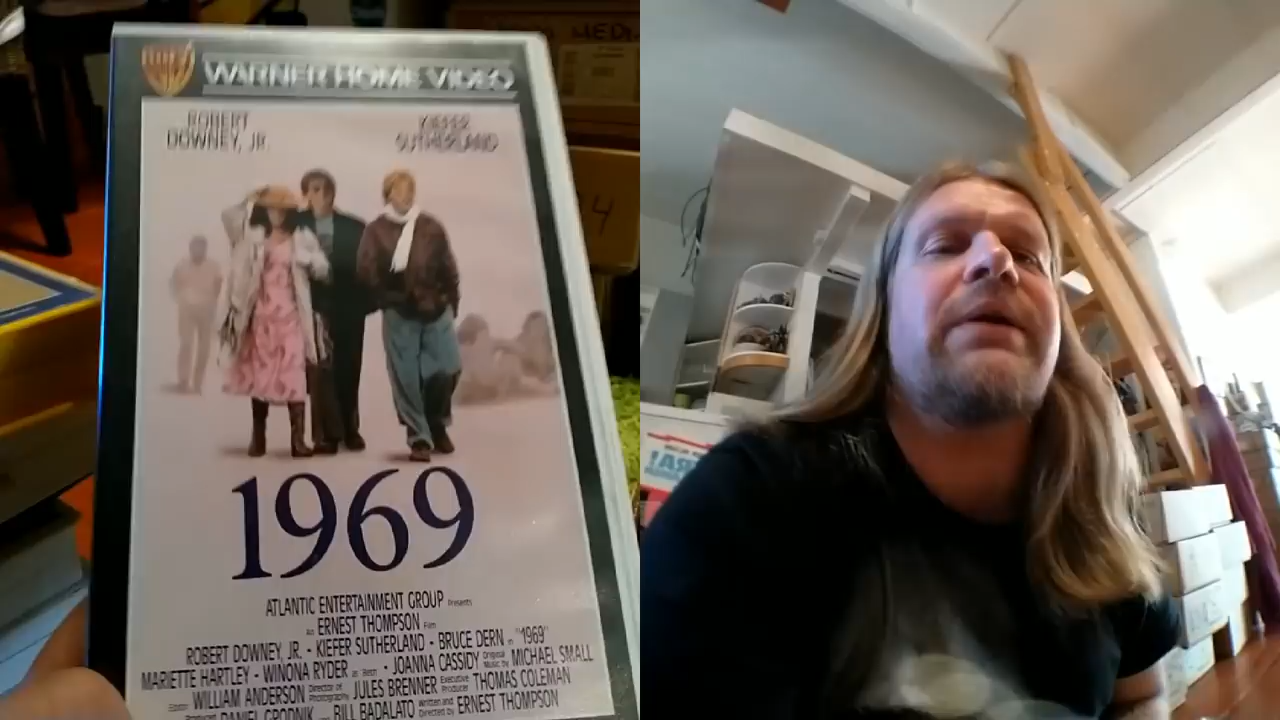 WARNER HOME VIDEO
ROBERT DOWNEY, JR.
KIEFER SUTHERLAND
1969
ATLANTIC ENTERTAINMENT GROUP Presents
An ERNEST THOMPSON Film
ROBERT DOWNEY, JR. - KIEFER SUTHERLAND - BRUCE DERN in "1969"
MARIETTE HARTLEY - WINONA RYDER as Beth - JOANNA CASSIDY Original Music by MICHAEL SMALL
Editor WILLIAM ANDERSON Director of Photography JULES BRENNER Executive Producer THOMAS COLEMAN
Produced DANIEL GRODNIK and BILL BADALATO Written and Directed by ERNEST THOMPSON
MEDI
4